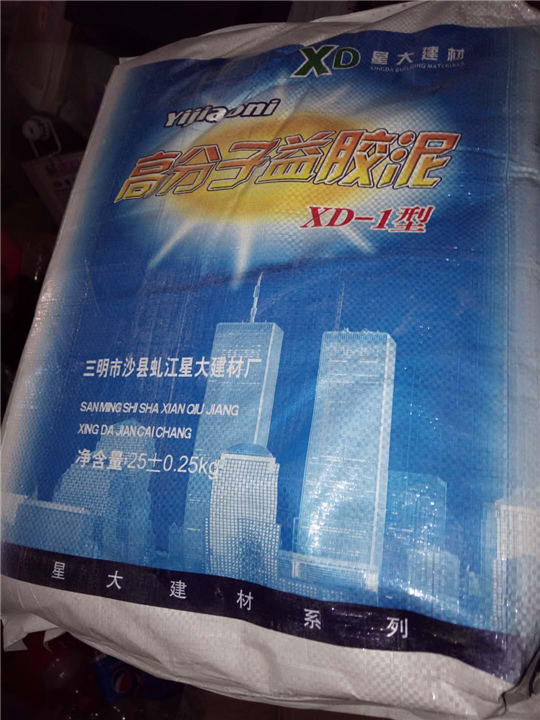 XD 星大建材
XINGDA BUILDING MATERIALS
Yijiaoni
高分子益胶泥
XD-1型
三明市沙县虬江星大建材厂
SAN MING SHI SHA XIAN QIU JIANG
XING DA JIAN CAI CHANG
净含量:25±0.25kg
星大建材系列